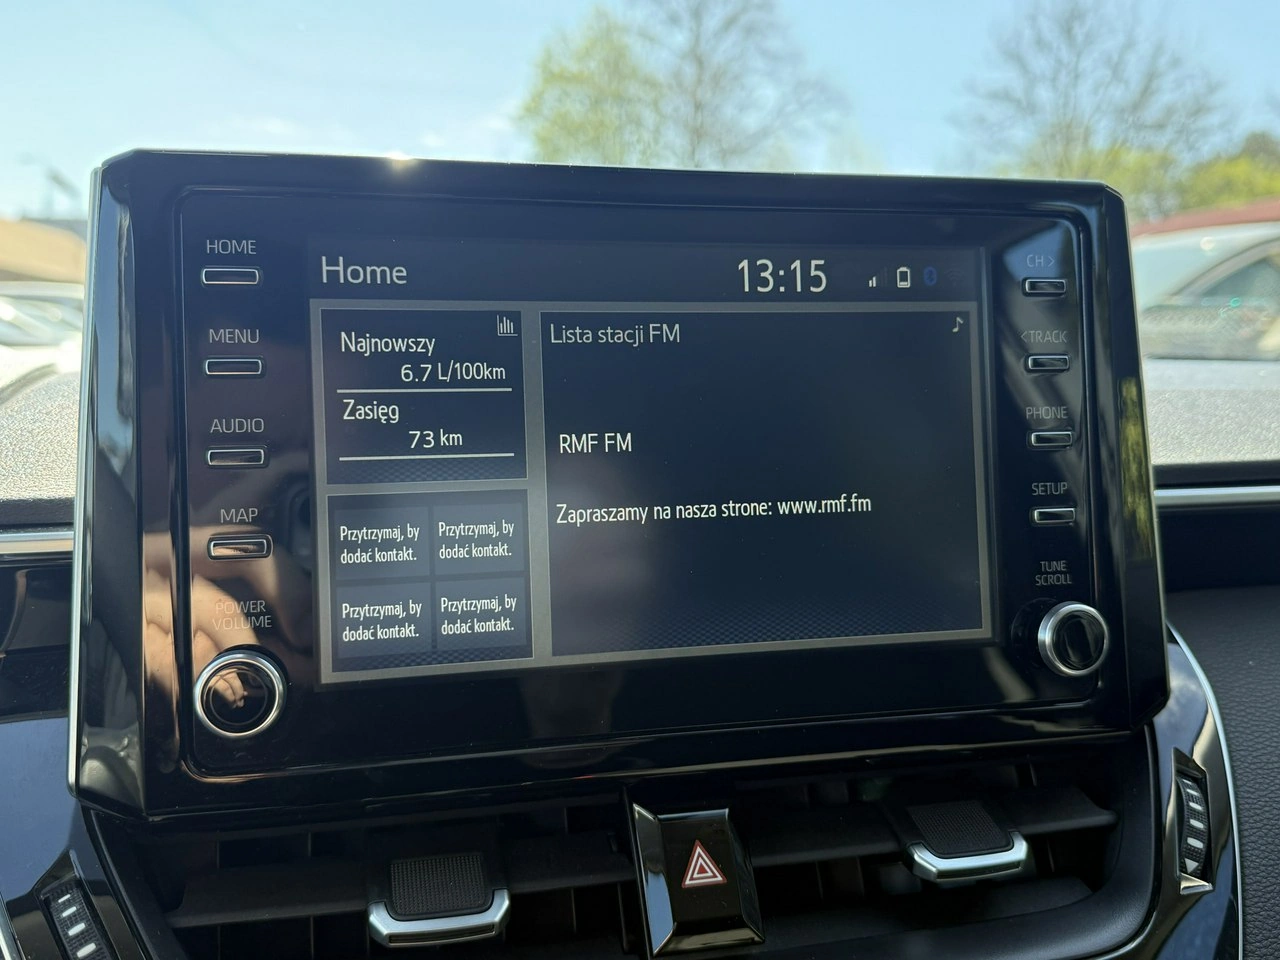 HOME
MENU
AUDIO
MAP
POWER
VOLUME
Home
13:15
Najnowszy
6.7 L/100km
Zasięg
73 km
Przytrzymaj, by
dodać kontakt.
Przytrzymaj, by
dodać kontakt.
Przytrzymaj, by
dodać kontakt.
Przytrzymaj, by
dodać kontakt.
Lista stacji FM
RMF FM
Zapraszamy na nasza strone: www.rmf.fm
CH >
< TRACK
PHONE
SETUP
TUNE
SCROLL